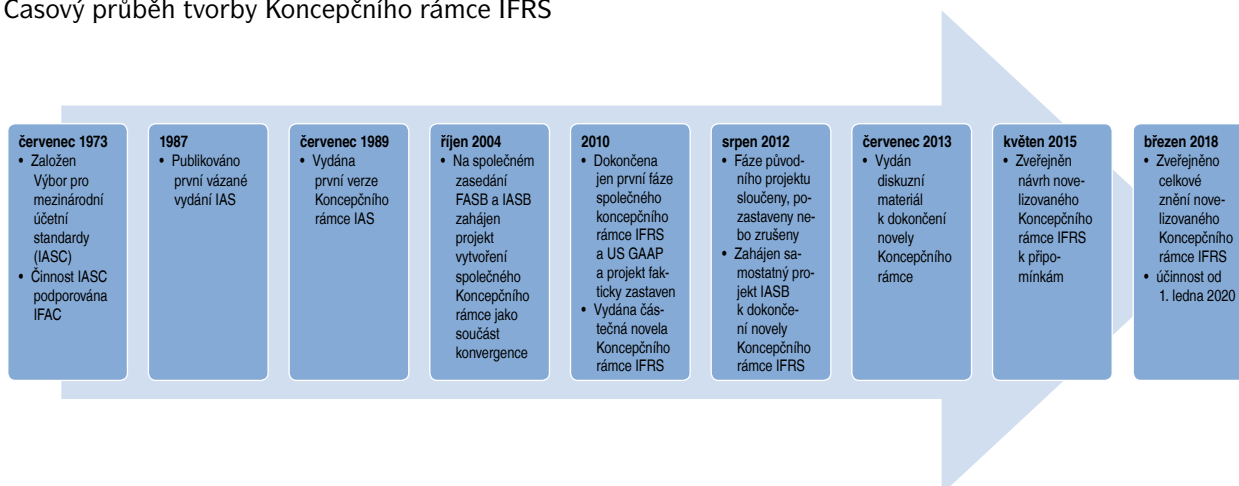 Časový průběh tvorby Koncepčního rámce IFRS
červenec 1973
• Založen
Výbor pro
mezinárodní
účetní
standardy
(IASC)
• Činnost IASC
podporována
IFAC
1987
• Publikováno
první vázané
vydání IAS
červenec 1989
• Vydána
první verze
Koncepčního
rámce IAS
říjen 2004
• Na společném
zasedání
FASB a IASB
zahájen
projekt
vytvoření
společného
Koncepčního
rámce jako
součást
konvergence
2010
• Dokončena
jen první fáze
společného
koncepčního
rámce IFRS
a US GAAP
a projekt fak-
ticky zastaven
• Vydána čás-
tečná novela
Koncepčního
rámce IFRS
srpen 2012
• Fáze původ-
ního projektu
sloučeny, po-
zastaveny ne-
bo zrušeny
• Zahájen sa-
mostatný pro-
jekt IASB
k dokonče-
ní novely
Koncepčního
rámce IFRS
červenec 2013
• Vydán
diskuzní
materiál
k dokončení
novely
Koncepčního
rámce
květen 2015
• Zveřejněn
návrh nove-
lizovaného
Koncepčního
rámce IFRS
k připo-
mínkám
březen 2018
• Zveřejněno
celkové
znění nove-
lizovaného
Koncepčního
rámce IFRS
• účinnost od
1. ledna 2020